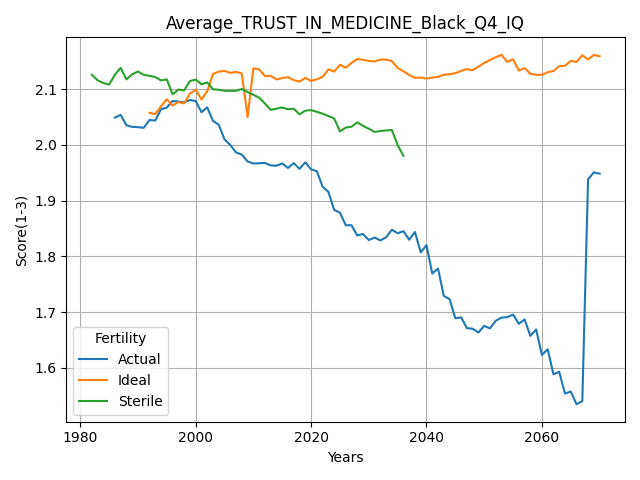 Average_TRUST_IN_MEDICINE_Black_Q4_IQ
Score(1-3)
2.1
2.0
1.9
1.8
1.7
1.6
Fertility
Actual
Ideal
Sterile
1980
2000
2020
2040
2060
Years